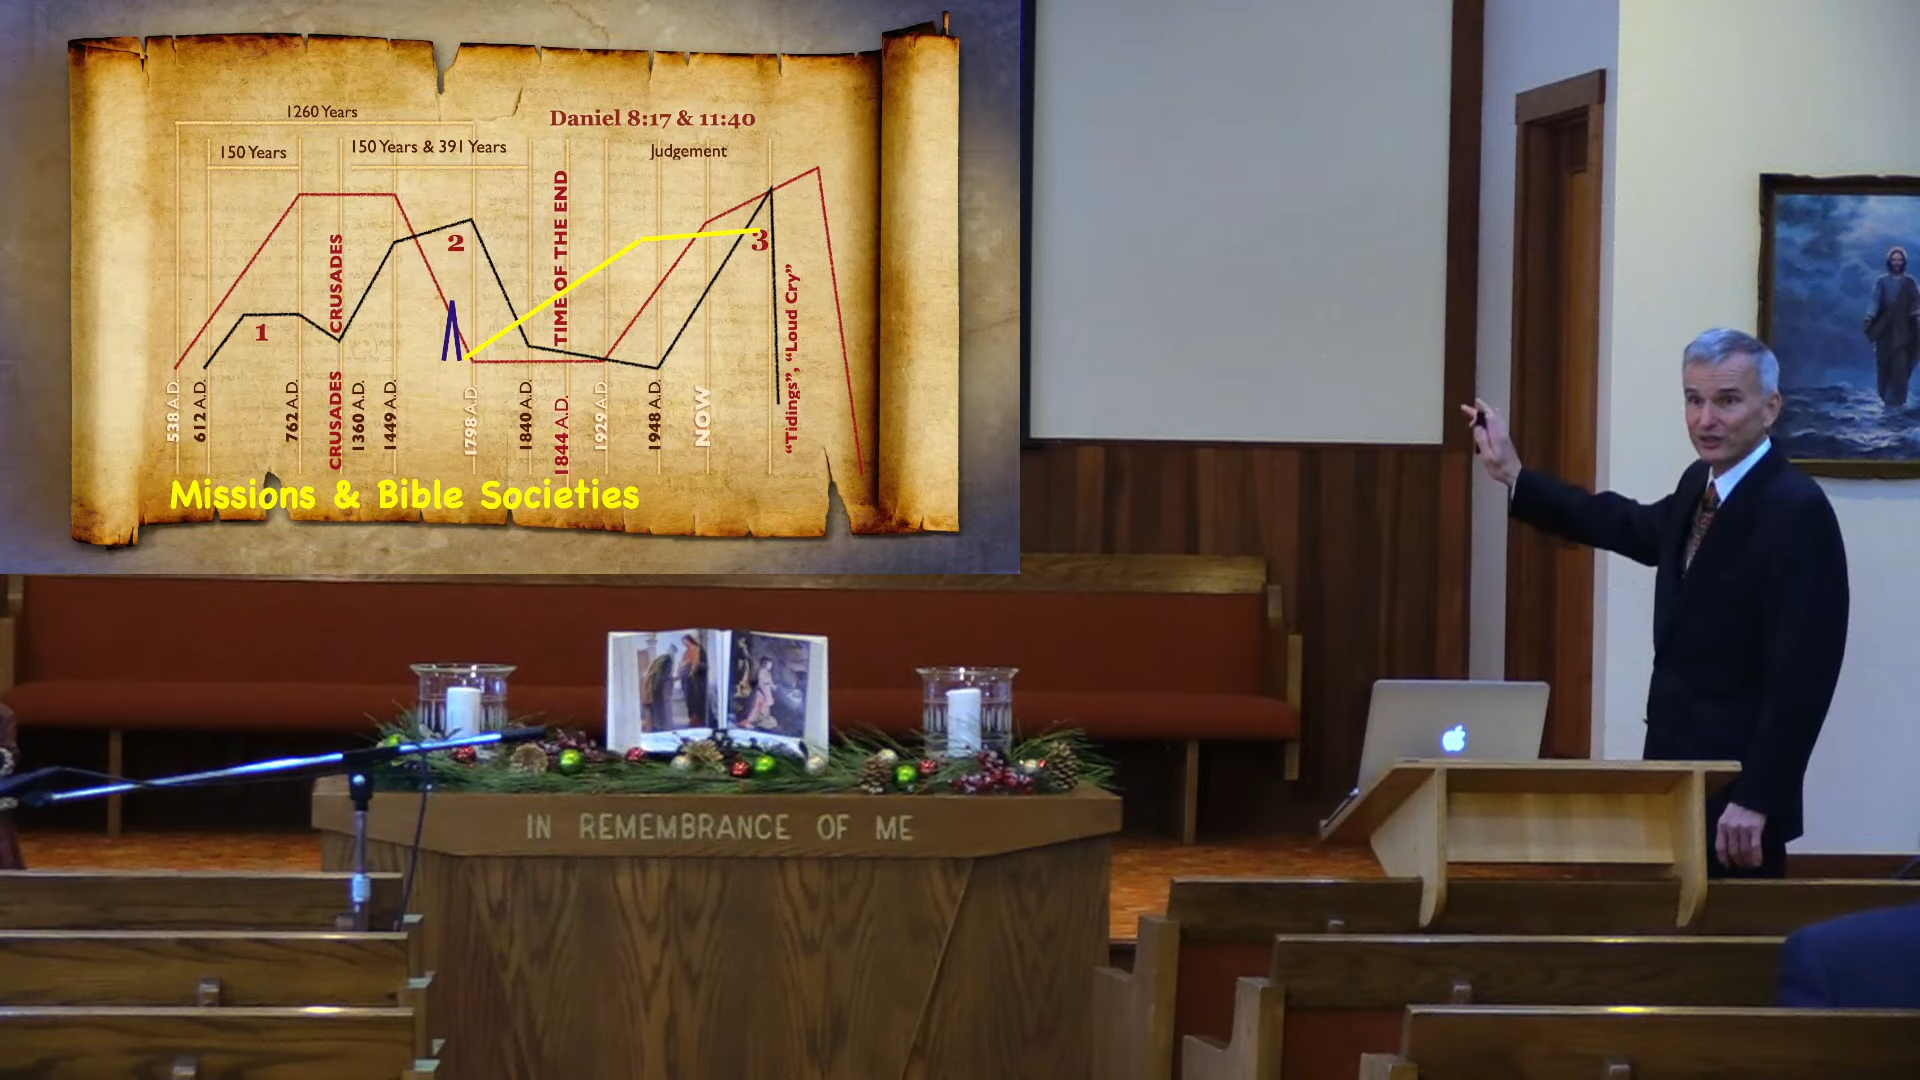 1260 Years
Daniel 8:17 & 11:40
150 Years
150 Years & 391 Years
Judgement
1
2
3
CRUSADES
CRUSADES
TIME OF THE END
"Tidings", "Loud Cry"
538 A.D.
612 A.D.
762 A.D.
1360 A.D.
1449 A.D.
1798 A.D.
1840 A.D.
1844 A.D.
1929 A.D.
1948 A.D.
NOW
Missions & Bible Societies
IN REMEMBRANCE OF ME